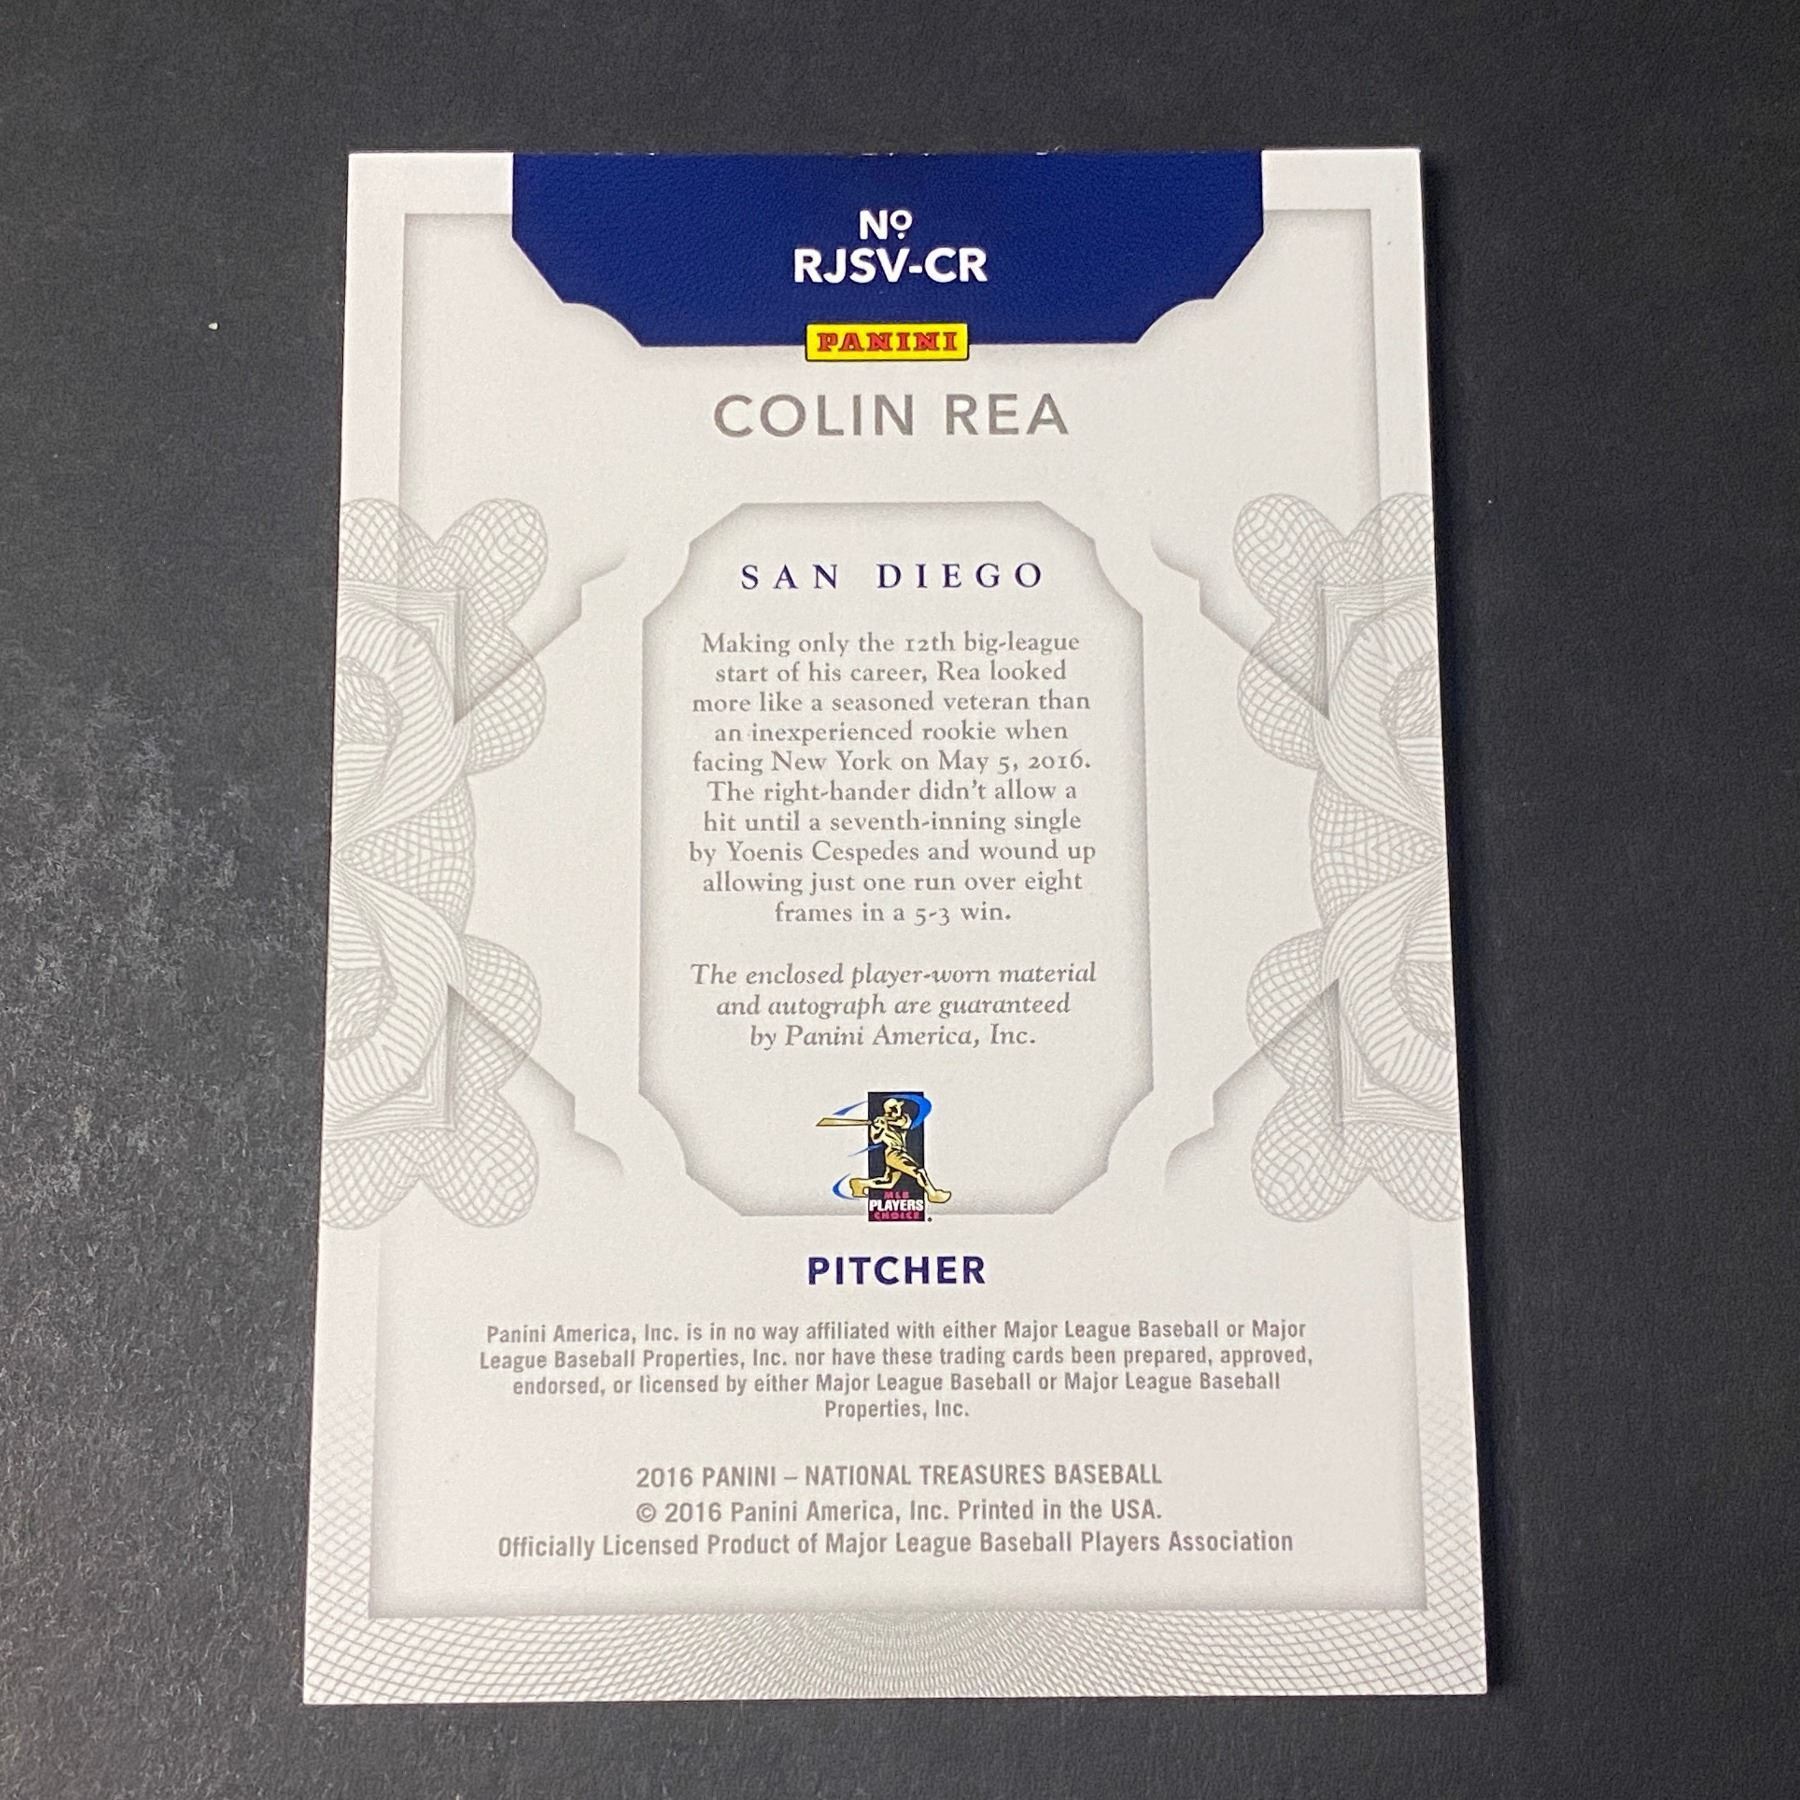 Nº
RJSV-CR
PANINI
COLIN REA
SAN DIEGO
Making only the 12th big-league
start of his career, Rea looked
more like a seasoned veteran than
an inexperienced rookie when
facing New York on May 5, 2016.
The right-hander didn't allow a
hit until a seventh-inning single
by Yoenis Cespedes and wound up
allowing just one run over eight
frames in a 5-3 win.
The enclosed player-worn material
and autograph are guaranteed
by Panini America, Inc.
MLB
PLAYERS
CHOICE
PITCHER
Panini America, Inc. is in no way affiliated with either Major League Baseball or Major
League Baseball Properties, Inc. nor have these trading cards been prepared, approved,
endorsed, or licensed by either Major League Baseball or Major League Baseball
Properties, Inc.
2016 PANINI – NATIONAL TREASURES BASEBALL
© 2016 Panini America, Inc. Printed in the USA.
Officially Licensed Product of Major League Baseball Players Association